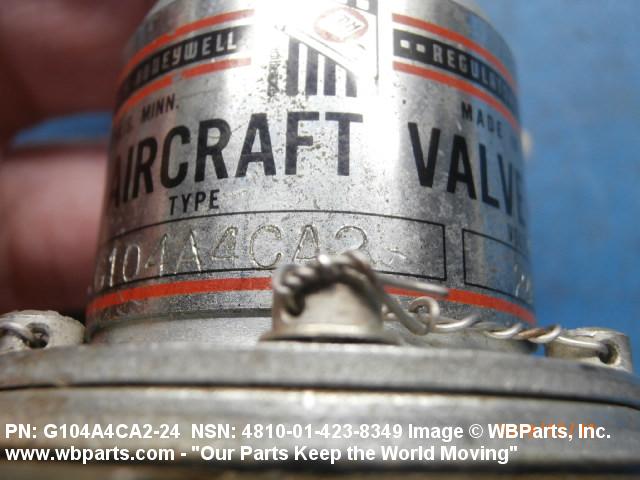 HONEYWELL REGULATOR
MINN. MADE
AIRCRAFT VALVE
TYPE
G104A4CA2-
PN: G104A4CA2-24 NSN: 4810-01-423-8349 Image © WBParts, Inc.
www.wbparts.com - "Our Parts Keep the World Moving"